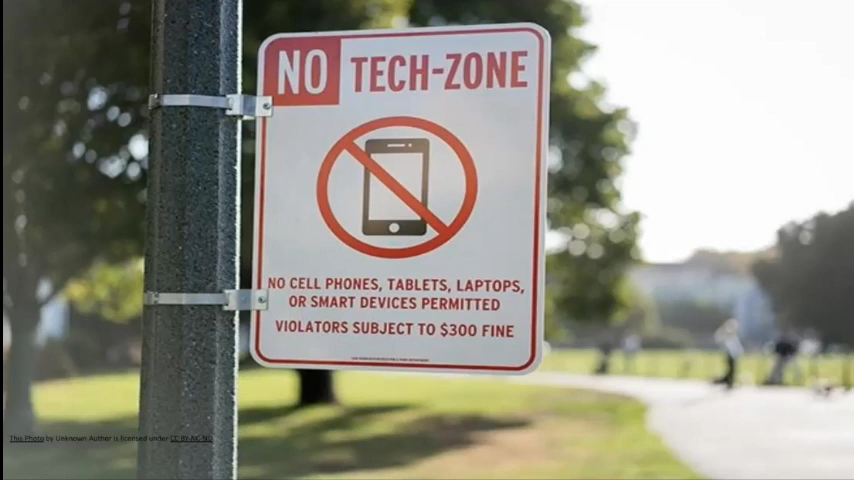 NO TECH-ZONE
NO CELL PHONES, TABLETS, LAPTOPS,
OR SMART DEVICES PERMITTED
VIOLATORS SUBJECT TO $300 FINE
This Photo by Unknown Author is licensed under CC BY-NC-ND